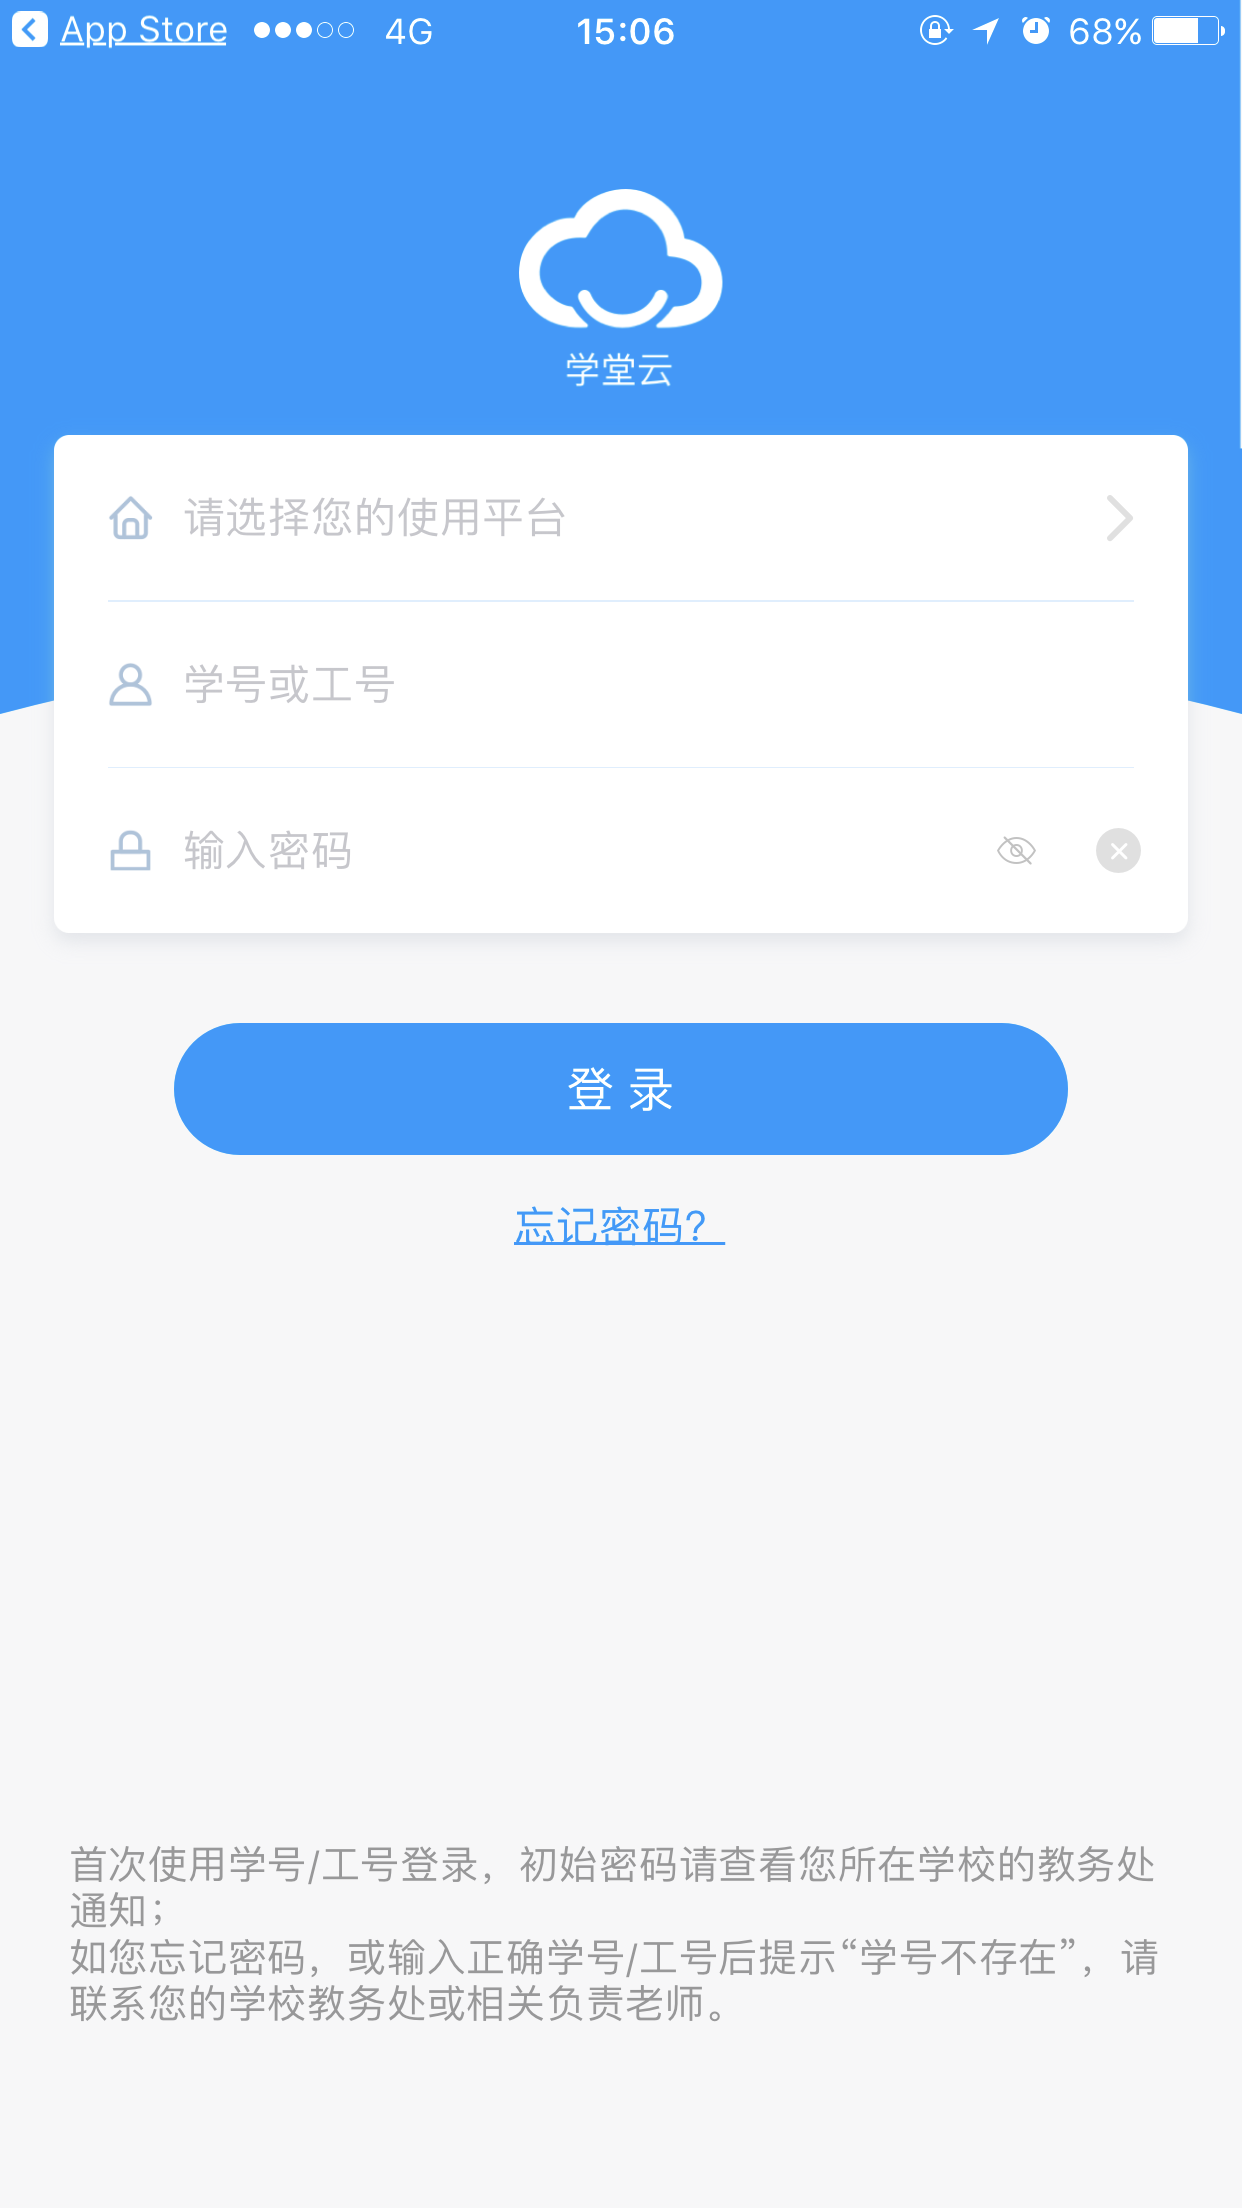 App Store 4G 15:06 68%
学堂云
请选择您的使用平台
学号或工号
输入密码
登 录
忘记密码？
首次使用学号/工号登录，初始密码请查看您所在学校的教务处
通知；
如您忘记密码，或输入正确学号/工号后提示“学号不存在”，请
联系您的学校教务处或相关负责老师。